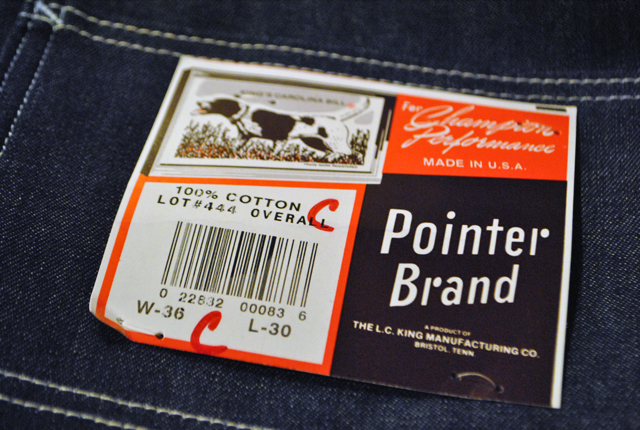 KING'S CAROLINA BILL
For Champion
Performance
MADE IN U.S.A.
100% COTTON
LOT #444 OVERALL
C
0 22832 00083 6
W-36 L-30
C
Pointer
Brand
A PRODUCT OF
THE L.C. KING MANUFACTURING CO.
BRISTOL, TENN